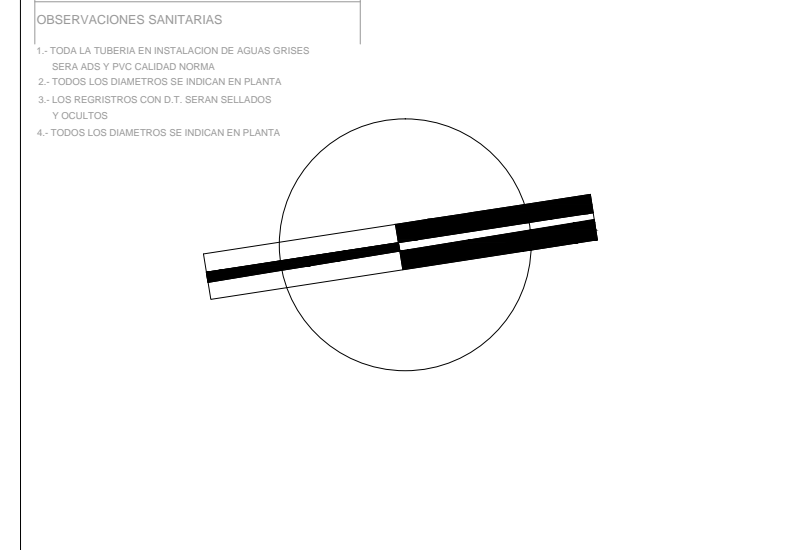 OBSERVACIONES SANITARIAS
1.- TODA LA TUBERIA EN INSTALACION DE AGUAS GRISES
SERA ADS Y PVC CALIDAD NORMA
2.- TODOS LOS DIAMETROS SE INDICAN EN PLANTA
3.- LOS REGRISTROS CON D.T. SERAN SELLADOS
Y OCULTOS
4.- TODOS LOS DIAMETROS SE INDICAN EN PLANTA